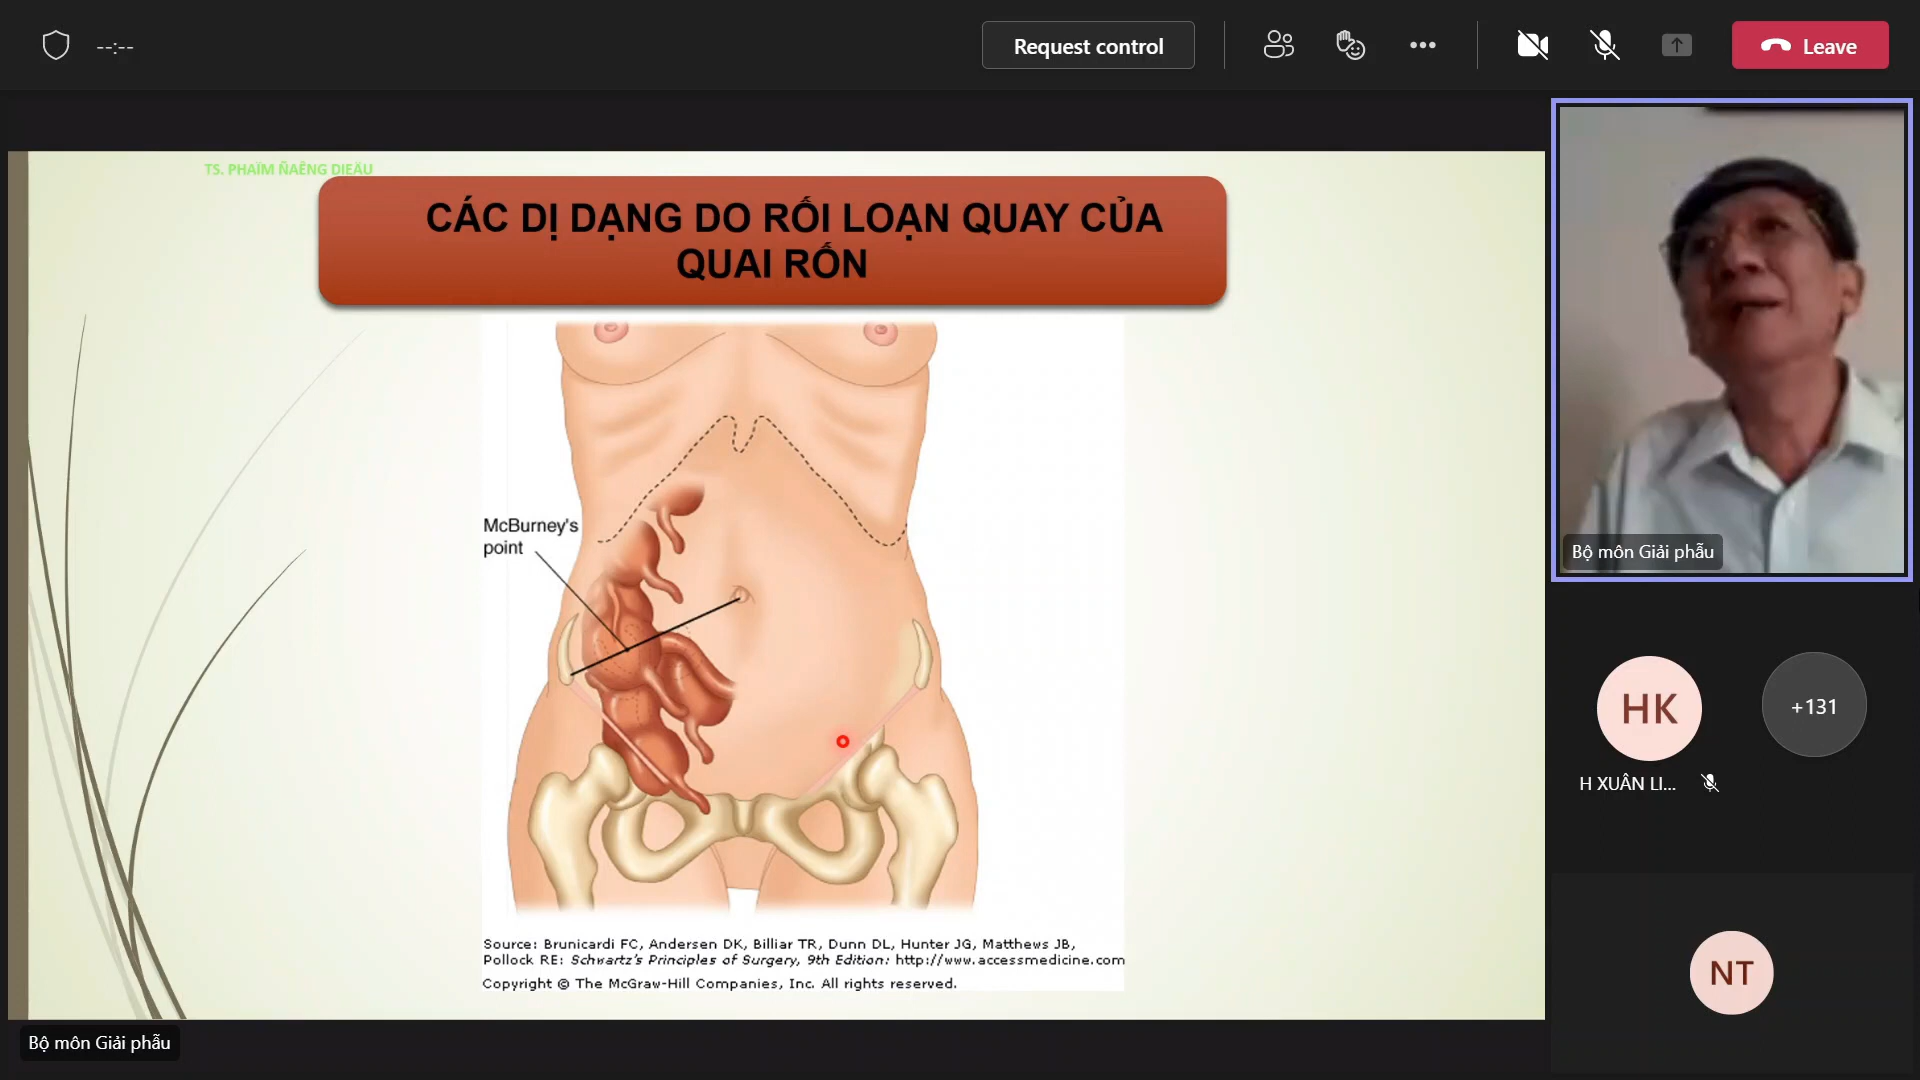 --:--
Request control
Leave
TS. PHAÏM ÑAÊNG DIEÄU
CÁC DỊ DẠNG DO RỐI LOẠN QUAY CỦA
QUAI RỐN
McBurney's
point
Source: Brunicardi FC, Andersen DK, Billiar TR, Dunn DL, Hunter JG, Matthews JB,
Pollock RE: Schwartz's Principles of Surgery, 9th Edition: http://www.accessmedicine.com
Copyright © The McGraw-Hill Companies, Inc. All rights reserved.
Bộ môn Giải phẫu
Bộ môn Giải phẫu
HK
+131
H XUÂN LI...
NT